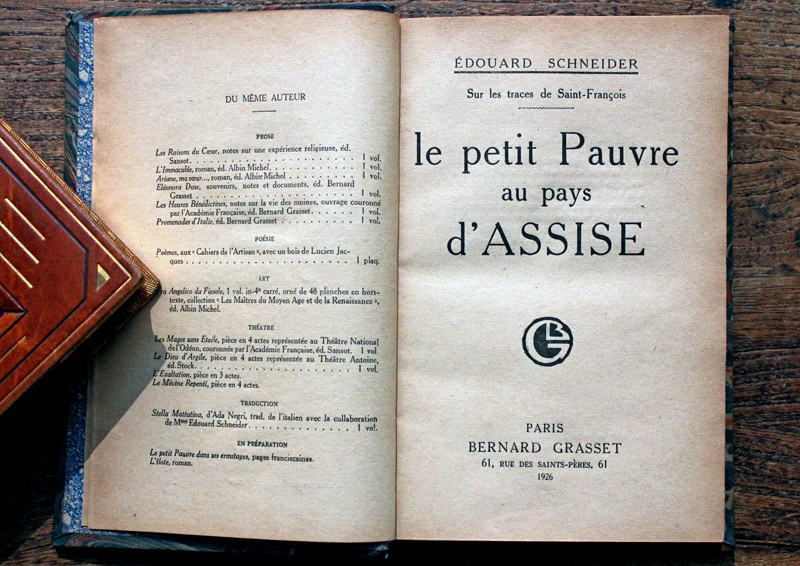 DU MÊME AUTEUR
PROSE
Les Raisons du Cœur, notes sur une expérience religieuse, éd.
Sansot. . . . . . . . . . . . . . . . . . . . 1 vol.
L'Immaculée, roman, éd. Albin Michel. . . . . . . . . . . 1 vol.
Ariane, ma sœur..., roman, éd. Albin Michel . . . . . . . . 1 vol.
Eléonora Duse, souvenirs, notes et documents, éd. Bernard
Grasset . . . . . . . . . . . . . . . . . . . 1 vol.
Les Heures Bénédictines, notes sur la vie des moines, ouvrage couronné
par l'Académie Française, éd. Bernard Grasset. . . . . . . 1 vol.
Promenades d'Italie, éd. Bernard Grasset . . . . . . . . . 1 vol.
POÉSIE
Poèmes, aux " Cahiers de l'Artisan ", avec un bois de Lucien Jac-
ques . . . . . . . . . . . . . . . . . . . . 1 plaq.
ART
Fra Angelico da Fiesole, 1 vol. in-4° carré, orné de 48 planches en hors-
texte, collection " Les Maîtres du Moyen Age et de la Renaissance ",
éd. Albin Michel.
THÉATRE
Les Mages sans Etoile, pièce en 4 actes représentée au Théâtre National
de l'Odéon, couronnée par l'Académie Française, éd. Sansot. 1 vol
Le Dieu d'Argile, pièce en 4 actes représentée au Théâtre Antoine,
éd. Stock. . . . . . . . . . . . . . . . . . . 1 vol.
L'Exaltation, pièce en 3 actes.
Le Mécène Repenti, pièce en 4 actes.
TRADUCTION
Stella Mattutina, d'Ada Negri, trad. de l'italien avec la collaboration
de Mme Edouard Schneider . . . . . . . . . . . . . 1 vol.
EN PRÉPARATION
Le petit Pauvre dans ses ermitages, pages franciscaines.
L'Ilote, roman.
ÉDOUARD SCHNEIDER
Sur les traces de Saint-François
le petit Pauvre
au pays
d'ASSISE
BG
PARIS
BERNARD GRASSET
61, RUE DES SAINTS-PÈRES, 61
1926